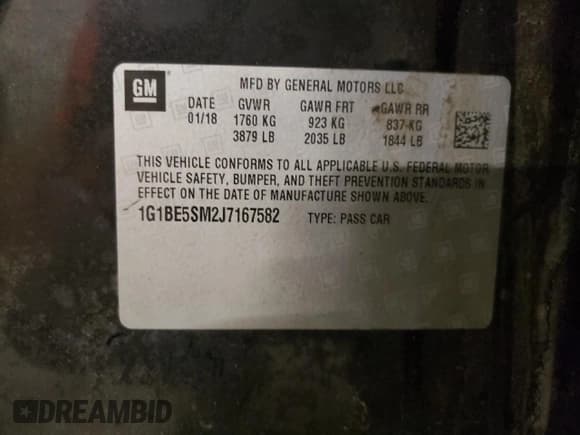 GM
MFD BY GENERAL MOTORS LLC
DATE GVWR GAWR FRT GAWR RR
01/18 1760 KG 923 KG 837 KG
3879 LB 2035 LB 1844 LB
THIS VEHICLE CONFORMS TO ALL APPLICABLE U.S. FEDERAL MOTOR
VEHICLE SAFETY, BUMPER, AND THEFT PREVENTION STANDARDS IN
EFFECT ON THE DATE OF MANUFACTURE SHOWN ABOVE.
1G1BE5SM2J7167582 TYPE: PASS CAR
DREAMBID